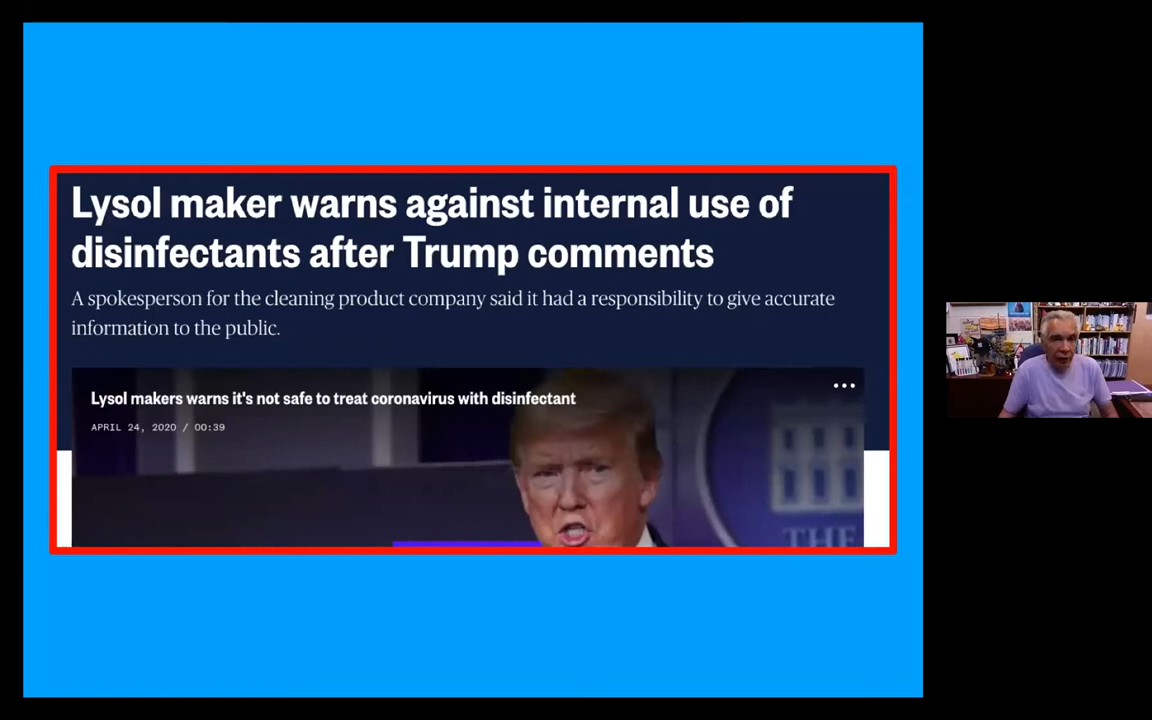 Lysol maker warns against internal use of
disinfectants after Trump comments
A spokesperson for the cleaning product company said it had a responsibility to give accurate
information to the public.
Lysol makers warns it's not safe to treat coronavirus with disinfectant
APRIL 24, 2020 / 00:39
THE